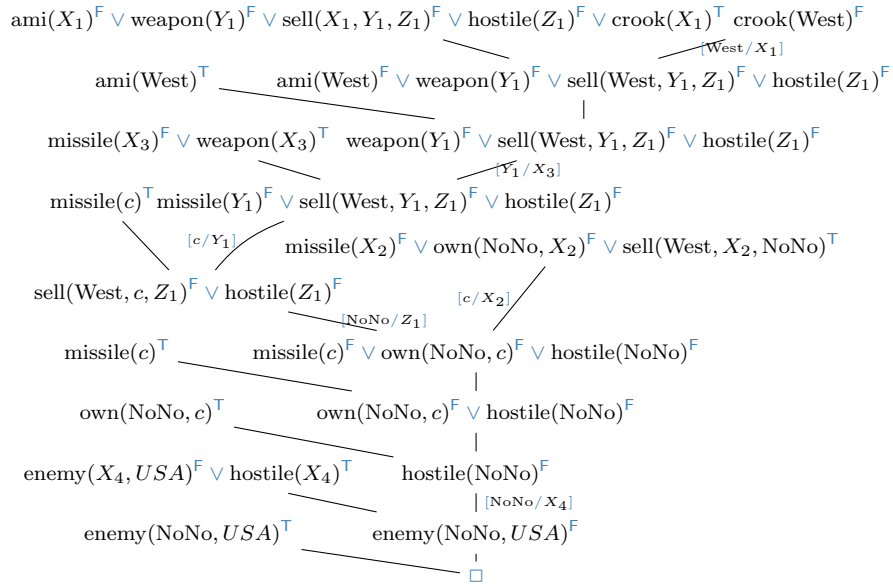 ami(X₁)ᶠ ∨ weapon(Y₁)ᶠ ∨ sell(X₁, Y₁, Z₁)ᶠ ∨ hostile(Z₁)ᶠ ∨ crook(X₁)ᵀ crook(West)ᶠ
[West/X₁]
ami(West)ᵀ ami(West)ᶠ ∨ weapon(Y₁)ᶠ ∨ sell(West, Y₁, Z₁)ᶠ ∨ hostile(Z₁)ᶠ
missile(X₃)ᶠ ∨ weapon(X₃)ᵀ weapon(Y₁)ᶠ ∨ sell(West, Y₁, Z₁)ᶠ ∨ hostile(Z₁)ᶠ
[Y₁/X₃]
missile(c)ᵀ missile(Y₁)ᶠ ∨ sell(West, Y₁, Z₁)ᶠ ∨ hostile(Z₁)ᶠ
[c/Y₁]
missile(X₂)ᶠ ∨ own(NoNo, X₂)ᶠ ∨ sell(West, X₂, NoNo)ᵀ
sell(West, c, Z₁)ᶠ ∨ hostile(Z₁)ᶠ
[c/X₂]
[NoNo/Z₁]
missile(c)ᵀ missile(c)ᶠ ∨ own(NoNo, c)ᶠ ∨ hostile(NoNo)ᶠ
own(NoNo, c)ᵀ own(NoNo, c)ᶠ ∨ hostile(NoNo)ᶠ
enemy(X₄, USA)ᶠ ∨ hostile(X₄)ᵀ hostile(NoNo)ᶠ
[NoNo/X₄]
enemy(NoNo, USA)ᵀ enemy(NoNo, USA)ᶠ
□